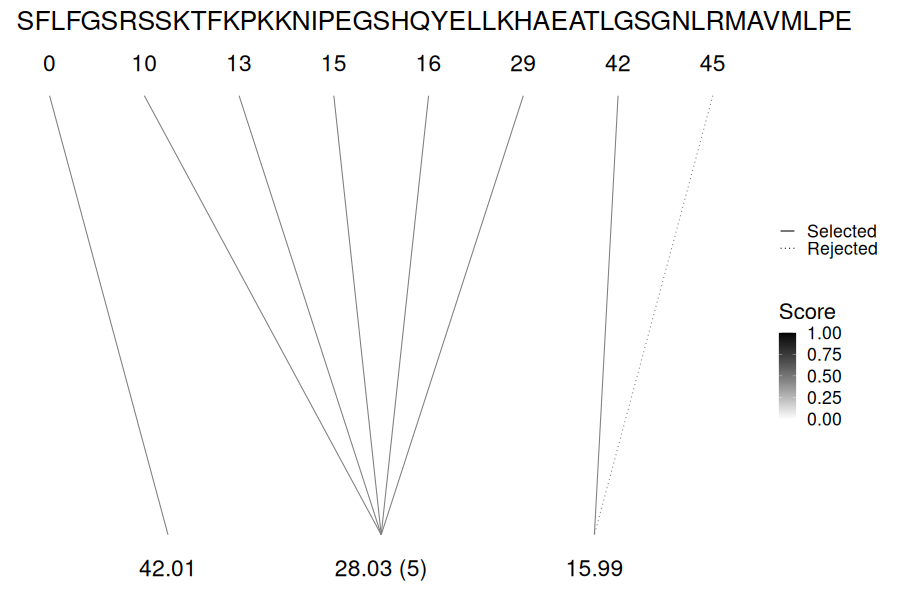 SFLFGSRSSKTFKPKKNIPEGSHQYELLKHAEATLGSGNLRMAVMLPE
0 10 13 15 16 29 42 45
Selected
Rejected
Score
1.00
0.75
0.50
0.25
0.00
42.01 28.03 (5) 15.99